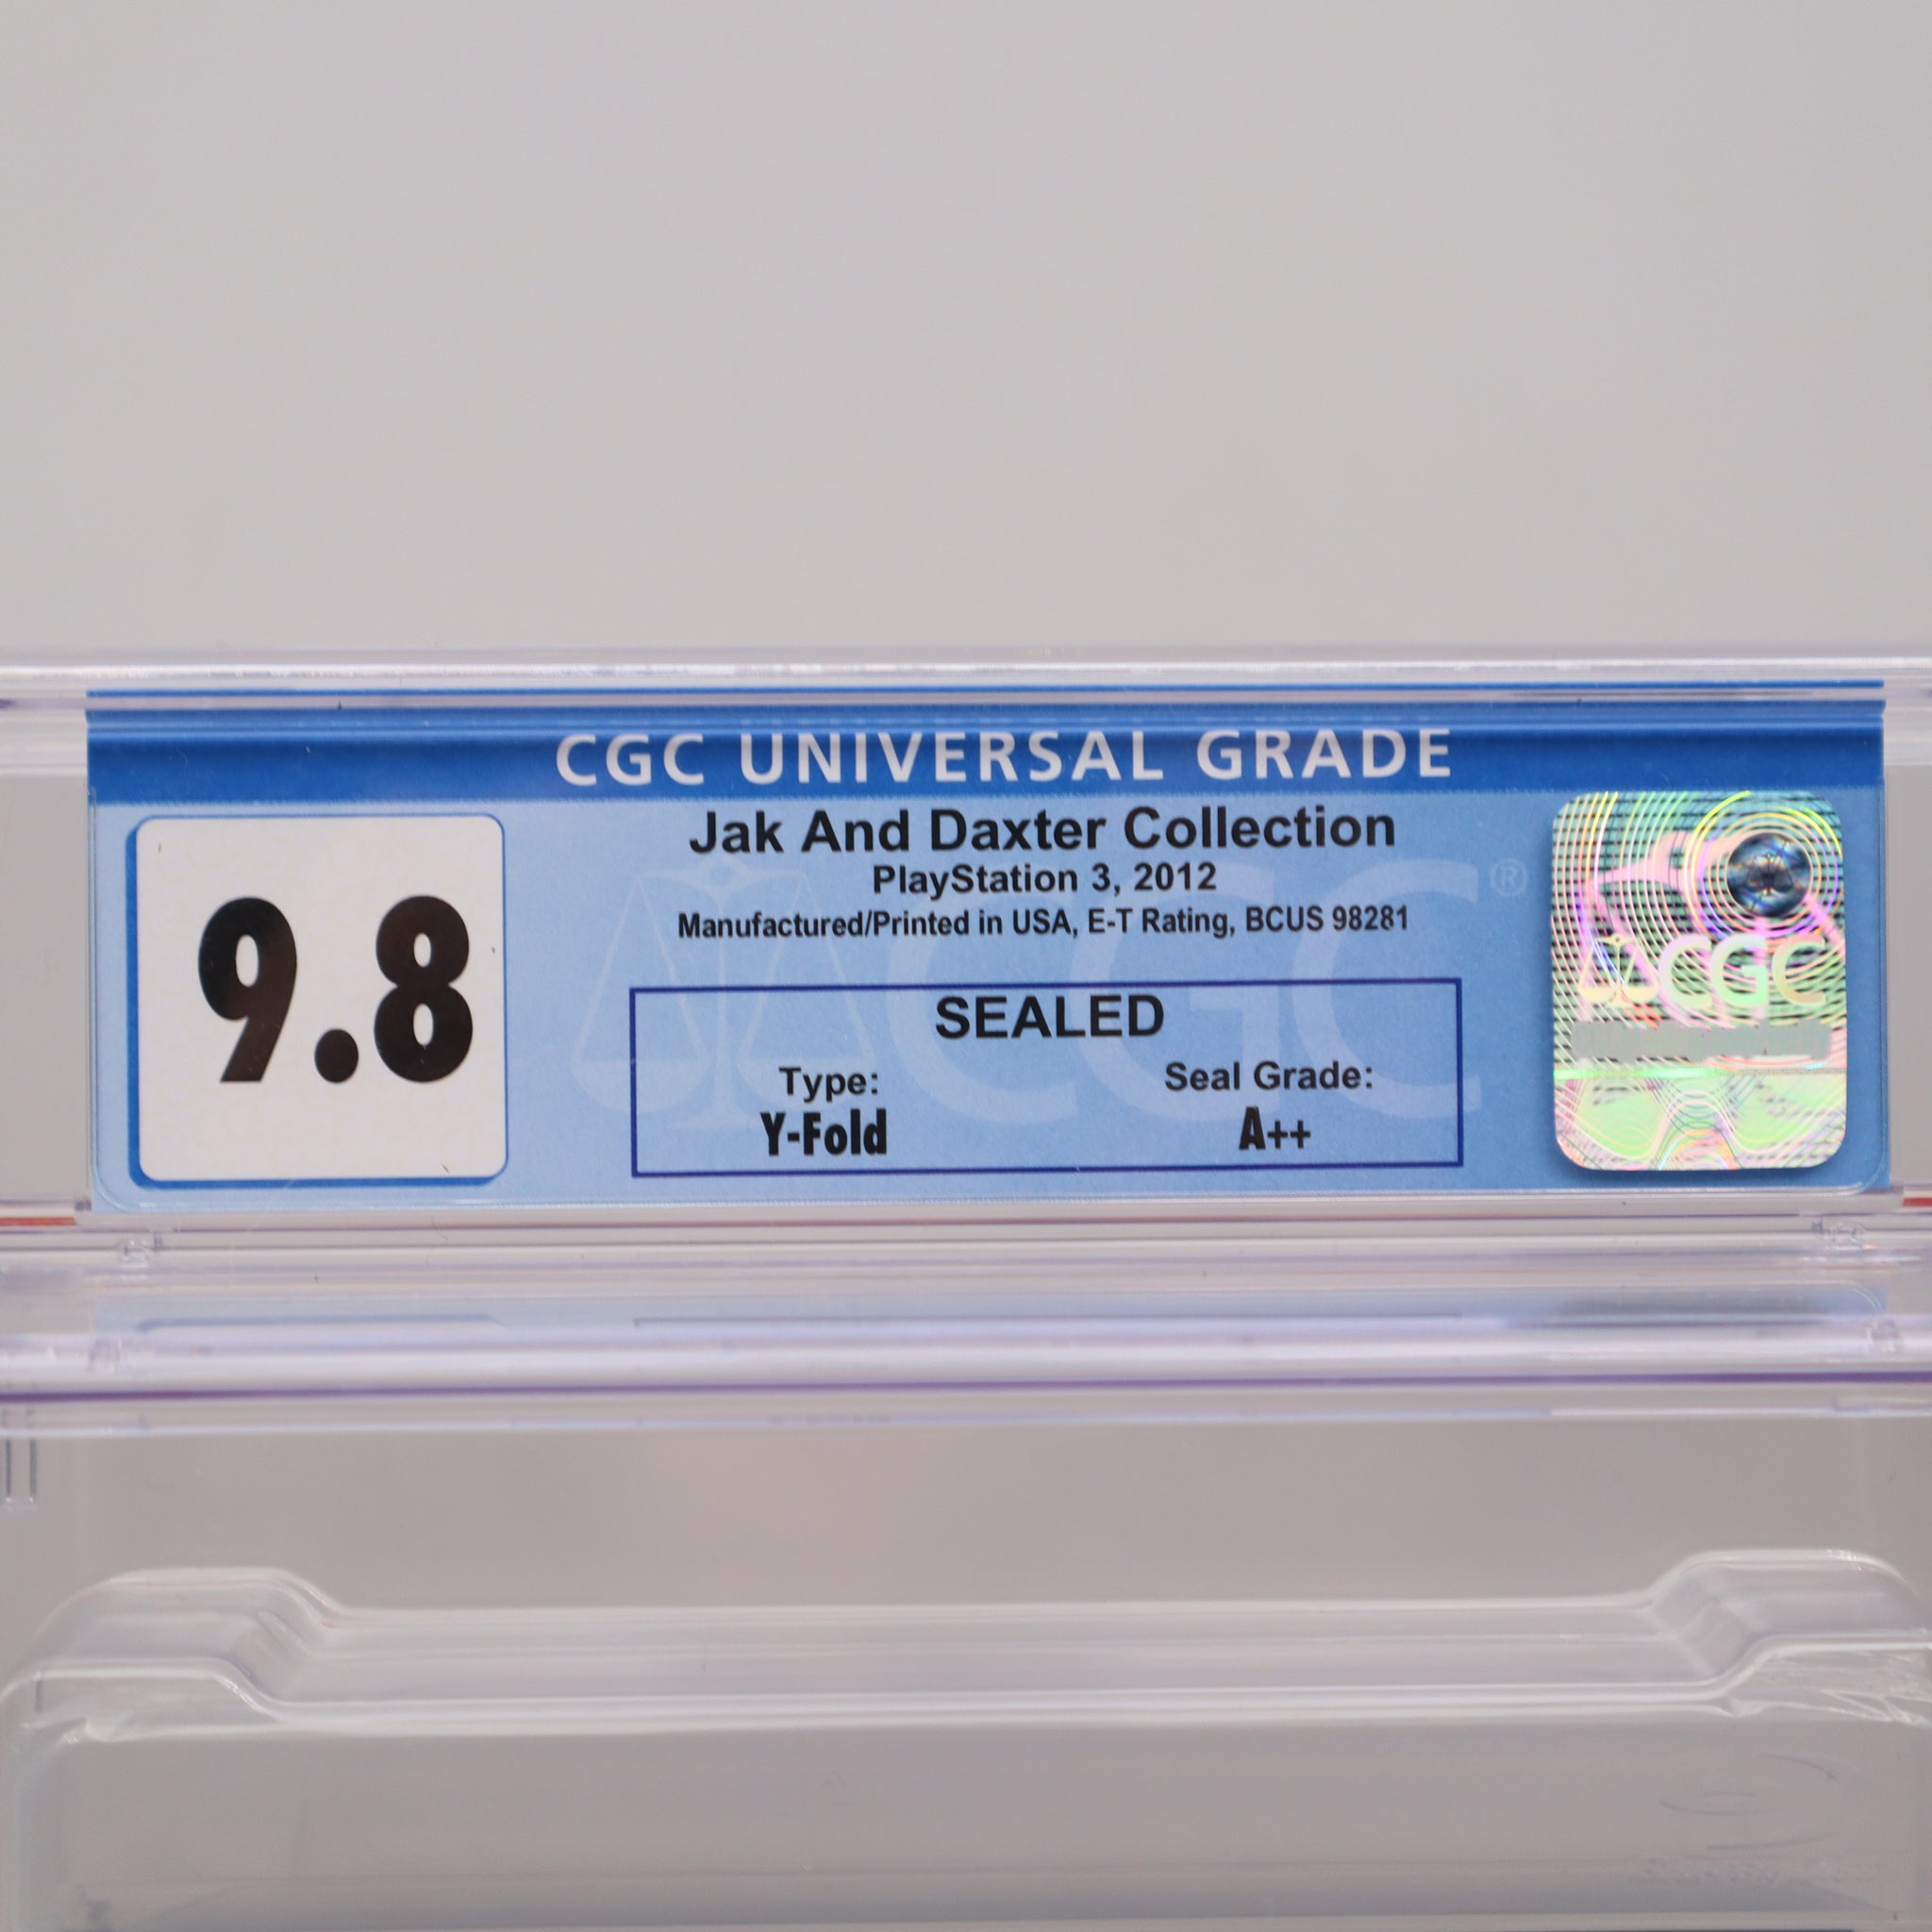 CGC UNIVERSAL GRADE
9.8
Jak And Daxter Collection
PlayStation 3, 2012
Manufactured/Printed in USA, E-T Rating, BCUS 98281
CGC®
SEALED
Type:
Y-Fold
Seal Grade:
A++
CGC